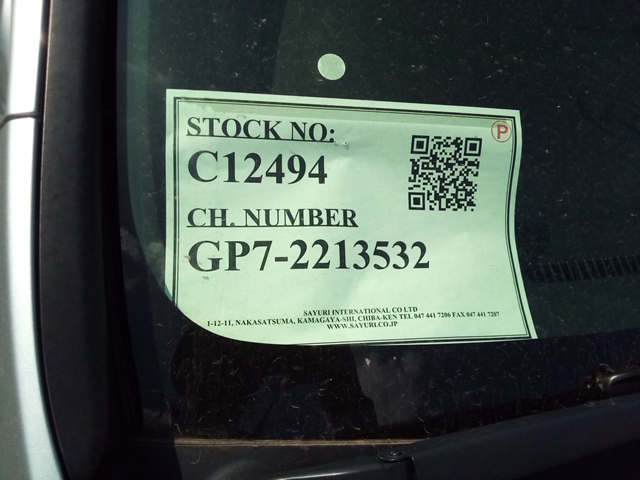 STOCK NO:
P
C12494
CH. NUMBER
GP7-2213532
SAYURI INTERNATIONAL CO LTD
1-12-11, NAKASATSUMA, KAMAGAYA-SHI, CHIBA-KEN TEL 047 441 7206 FAX 047 441 7207
WWW.SAYURI.CO.JP